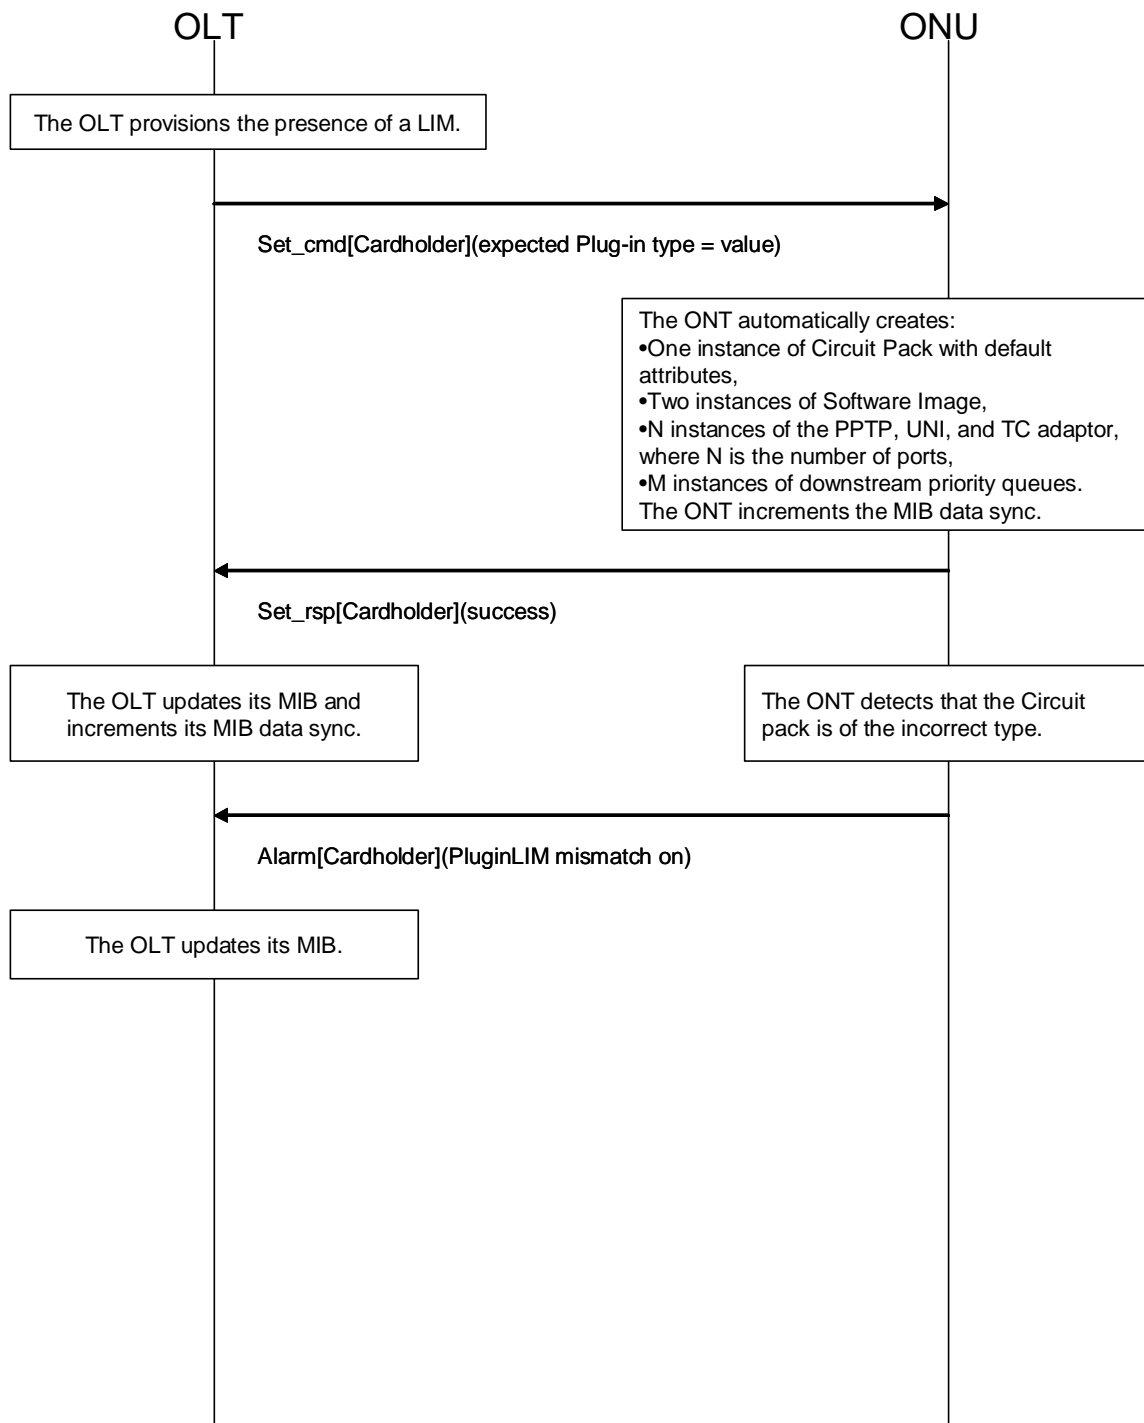 OLT
ONU
The OLT provisions the presence of a LIM.
Set_cmd[Cardholder](expected Plug-in type = value)
The ONT automatically creates:
•One instance of Circuit Pack with default
attributes,
•Two instances of Software Image,
•N instances of the PPTP, UNI, and TC adaptor,
where N is the number of ports,
•M instances of downstream priority queues.
The ONT increments the MIB data sync.
Set_rsp[Cardholder](success)
The OLT updates its MIB and
increments its MIB data sync.
The ONT detects that the Circuit
pack is of the incorrect type.
Alarm[Cardholder](PluginLIM mismatch on)
The OLT updates its MIB.